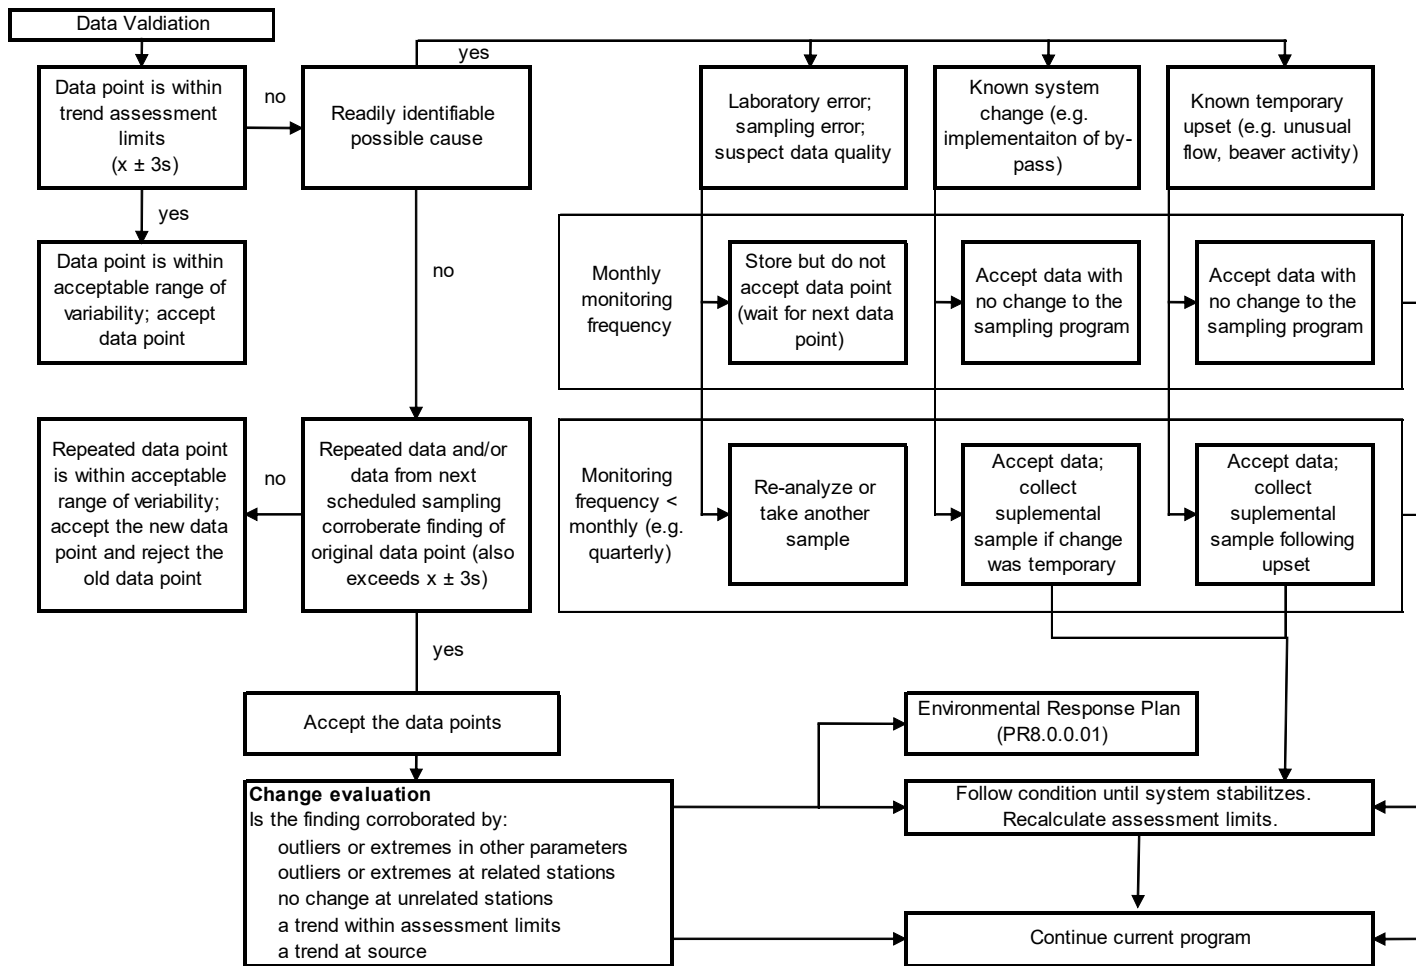 Data Valdiation
yes
Data point is within
trend assessment
limits
(x ± 3s)
no
Readily identifiable
possible cause
Laboratory error;
sampling error;
suspect data quality
Known system
change (e.g.
implementaiton of by-
pass)
Known temporary
upset (e.g. unusual
flow, beaver activity)
yes
Data point is within
acceptable range of
variability; accept
data point
no
Monthly
monitoring
frequency
Store but do not
accept data point
(wait for next data
point)
Accept data with
no change to the
sampling program
Accept data with
no change to the
sampling program
Repeated data point
is within acceptable
range of veriability;
accept the new data
point and reject the
old data point
no
Repeated data and/or
data from next
scheduled sampling
corroberate finding of
original data point (also
exceeds x ± 3s)
Monitoring
frequency <
monthly (e.g.
quarterly)
Re-analyze or
take another
sample
Accept data;
collect
suplemental
sample if change
was temporary
Accept data;
collect
suplemental
sample following
upset
yes
Accept the data points
Environmental Response Plan
(PR8.0.0.01)
Change evaluation
Is the finding corroborated by:
outliers or extremes in other parameters
outliers or extremes at related stations
no change at unrelated stations
a trend within assessment limits
a trend at source
Follow condition until system stabilitzes.
Recalculate assessment limits.
Continue current program